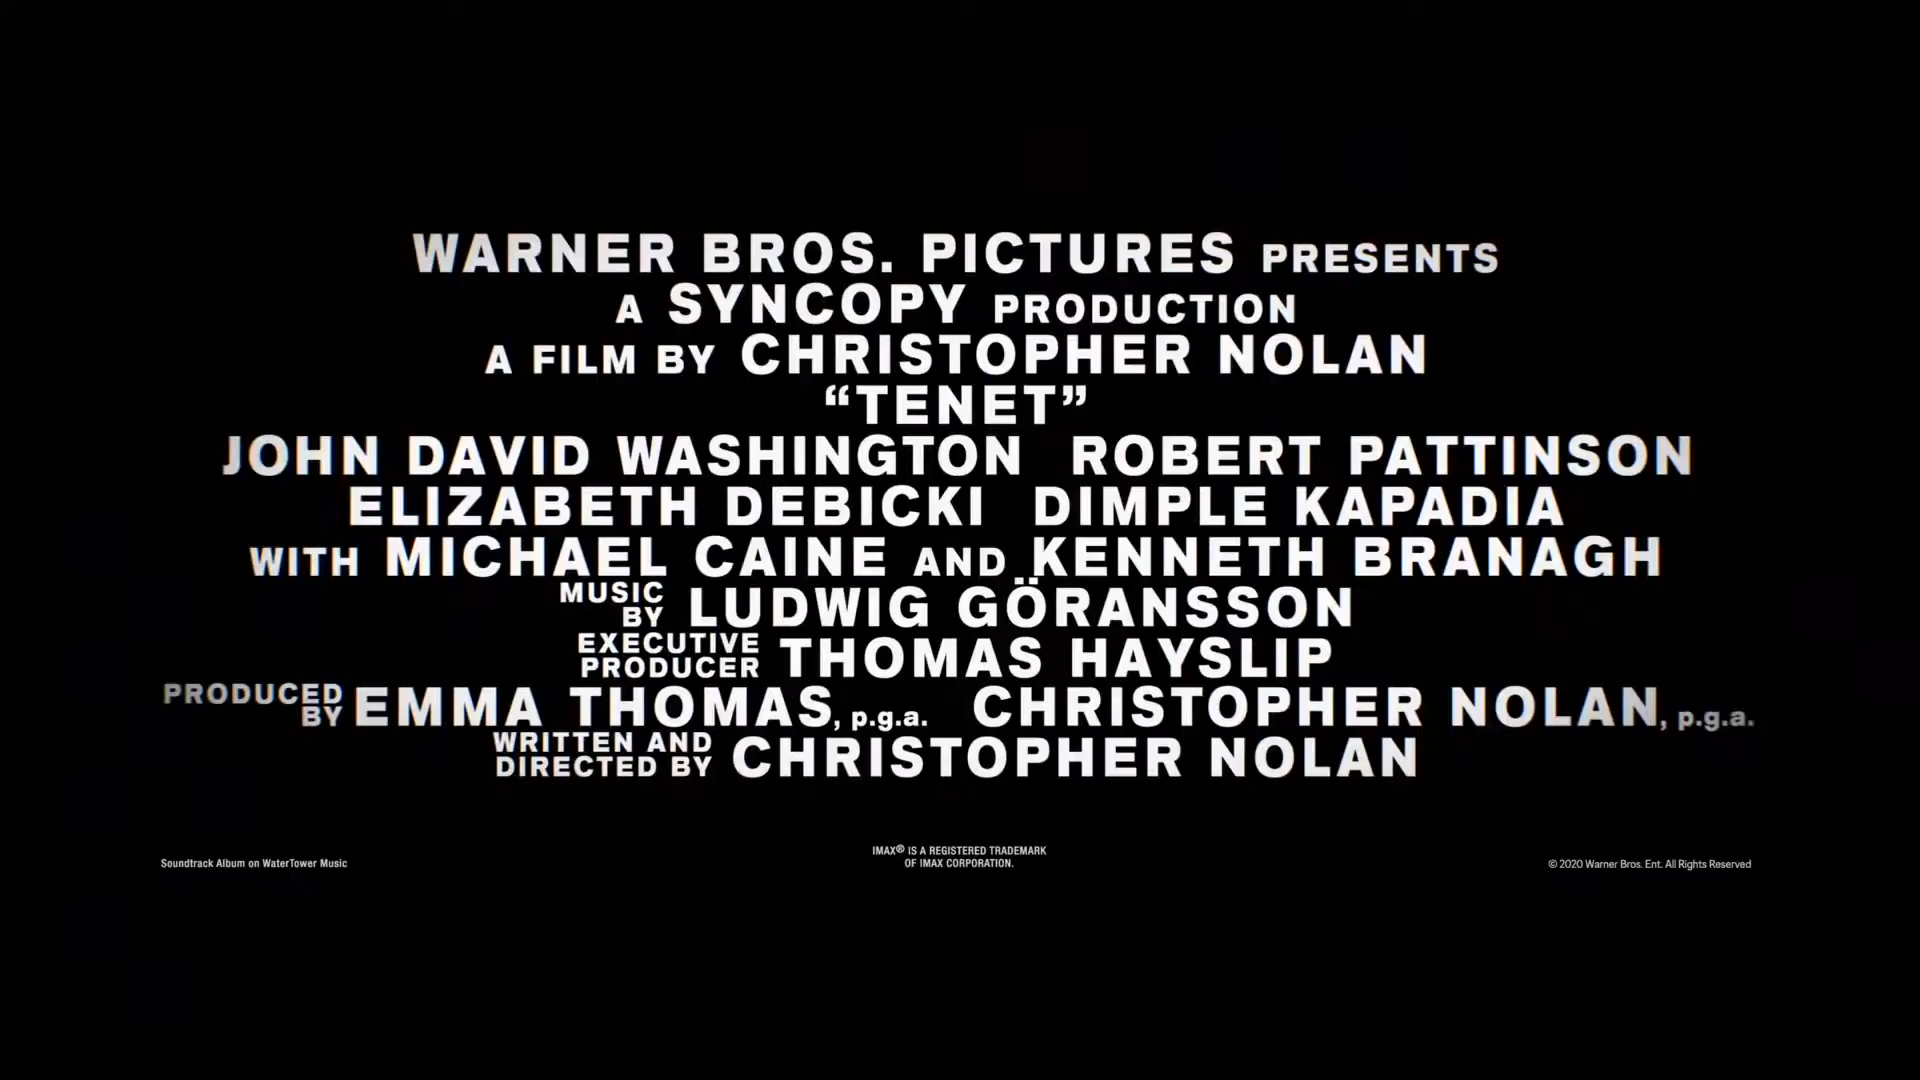 WARNER BROS. PICTURES PRESENTS
A SYNCOPY PRODUCTION
A FILM BY CHRISTOPHER NOLAN
“TENET”
JOHN DAVID WASHINGTON ROBERT PATTINSON
ELIZABETH DEBICKI DIMPLE KAPADIA
WITH MICHAEL CAINE AND KENNETH BRANAGH
MUSIC BY LUDWIG GÖRANSSON
EXECUTIVE PRODUCER THOMAS HAYSLIP
PRODUCED BY EMMA THOMAS, p.g.a. CHRISTOPHER NOLAN, p.g.a.
WRITTEN AND DIRECTED BY CHRISTOPHER NOLAN
Soundtrack Album on WaterTower Music
IMAX® IS A REGISTERED TRADEMARK
OF IMAX CORPORATION.
© 2020 Warner Bros. Ent. All Rights Reserved